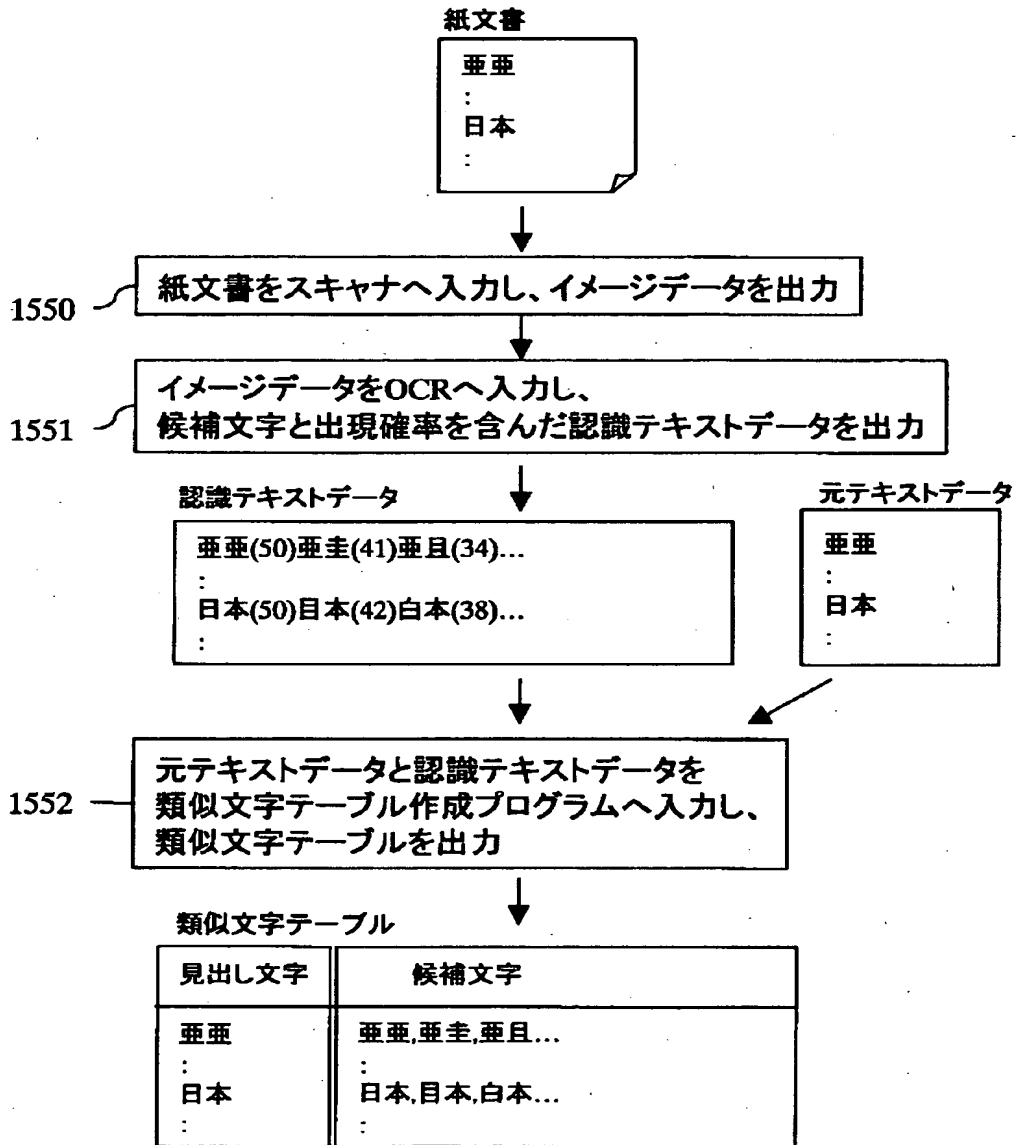 紙文書
亜亜
:
日本
:
1550
紙文書をスキャナへ入力し、イメージデータを出力
1551
イメージデータをOCRへ入力し、
候補文字と出現確率を含んだ認識テキストデータを出力
認識テキストデータ
亜亜(50)亜圭(41)亜且(34)...
:
日本(50)目本(42)白本(38)...
:
元テキストデータ
亜亜
:
日本
:
1552
元テキストデータと認識テキストデータを
類似文字テーブル作成プログラムへ入力し、
類似文字テーブルを出力
類似文字テーブル
見出し文字 候補文字
亜亜 亜亜,亜圭,亜且...
: :
日本 日本,目本,白本...
: :